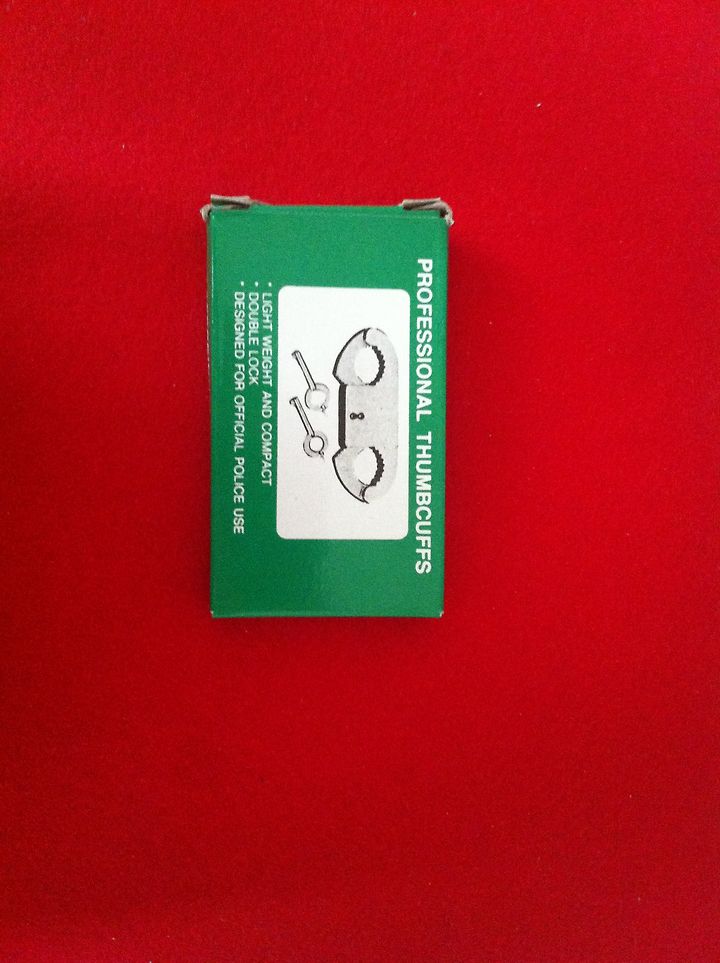 PROFESSIONAL THUMBCUFFS
• LIGHT WEIGHT AND COMPACT
• DOUBLE LOCK
• DESIGNED FOR OFFICIAL POLICE USE